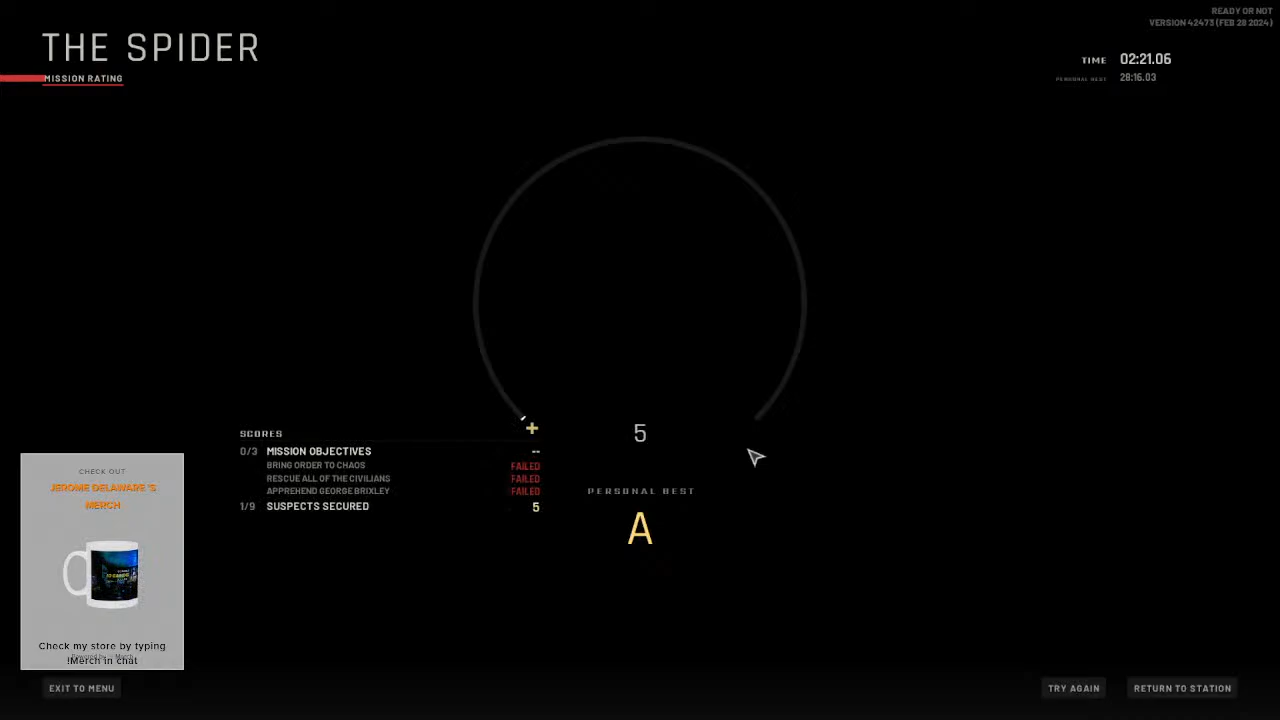 READY OR NOT
VERSION 42473 (FEB 28 2024)
THE SPIDER
MISSION RATING
TIME 02:21.06
PERSONAL BEST 28:16.03
SCORES +
0/3 MISSION OBJECTIVES --
BRING ORDER TO CHAOS FAILED
RESCUE ALL OF THE CIVILIANS FAILED
APPREHEND GEORGE BRIXLEY FAILED
1/9 SUSPECTS SECURED 5
5
PERSONAL BEST
A
CHECK OUT
JEROME DELAWARE 'S
MERCH
Check my store by typing
!Merch in chat
EXIT TO MENU
TRY AGAIN
RETURN TO STATION